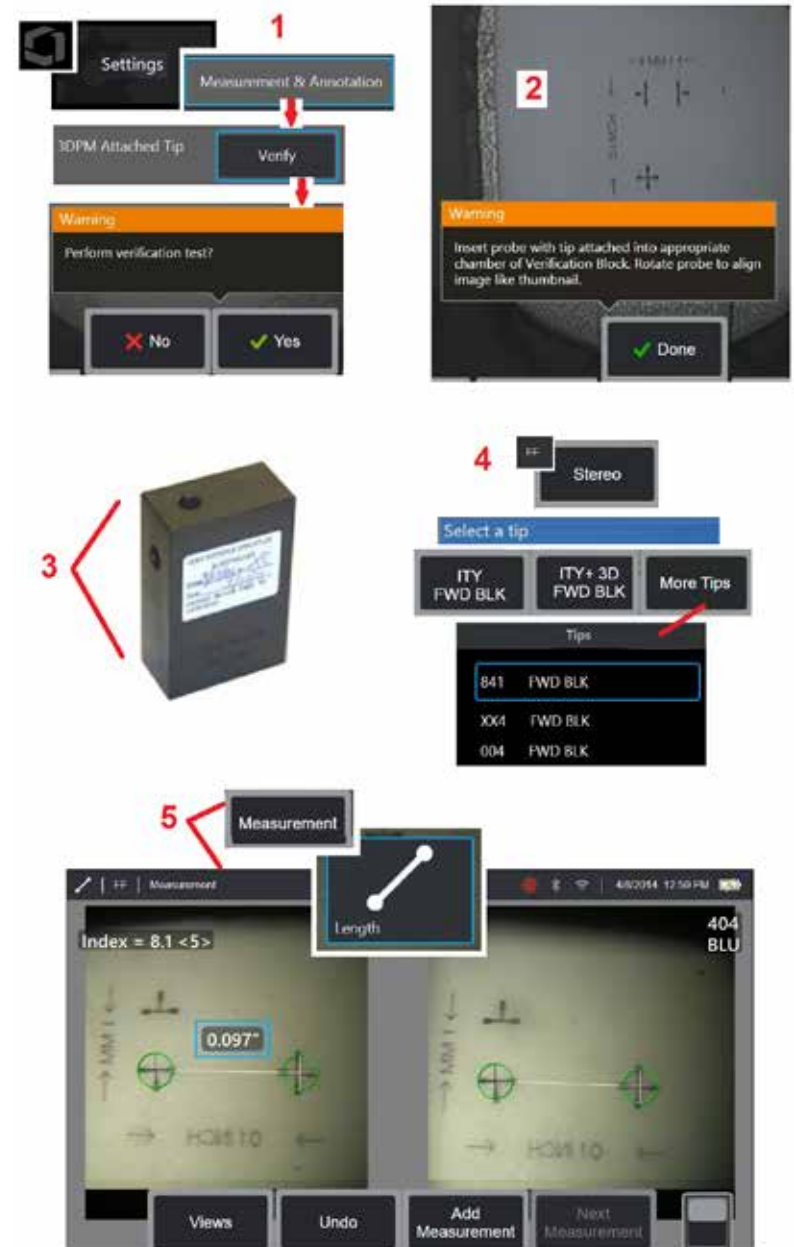 1
Settings
Measurement & Annotation
3DPM Attached Tip
Verify
Warning
Perform verification test?
No
Yes
2
Warning
Insert probe with tip attached into appropriate
chamber of Verification Block. Rotate probe to align
image like thumbnail.
Done
3
4
FF
Stereo
Select a tip
ITY
FWD BLK
ITY+ 3D
FWD BLK
More Tips
Tips
841 FWD BLK
XX4 FWD BLK
004 FWD BLK
5
Measurement
Length
FF
Measurement
4/8/2014 12:50 PM
Index = 8.1 <5>
404
BLU
0.097"
Views
Undo
Add
Measurement
Next
Measurement